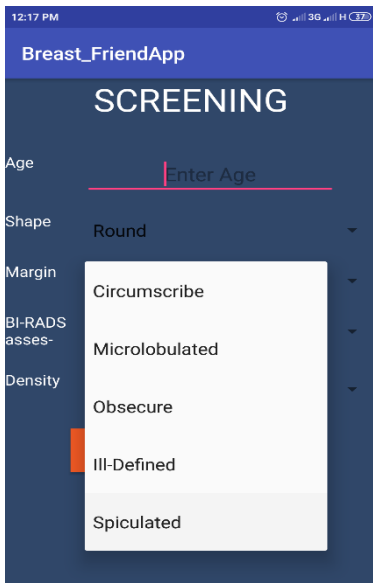 12:17 PM 3G H 37
Breast_FriendApp
SCREENING
Age Enter Age
Shape Round
Margin
Circumscribe
BI-RADS
asses-
Microlobulated
Density
Obsecure
Ill-Defined
Spiculated